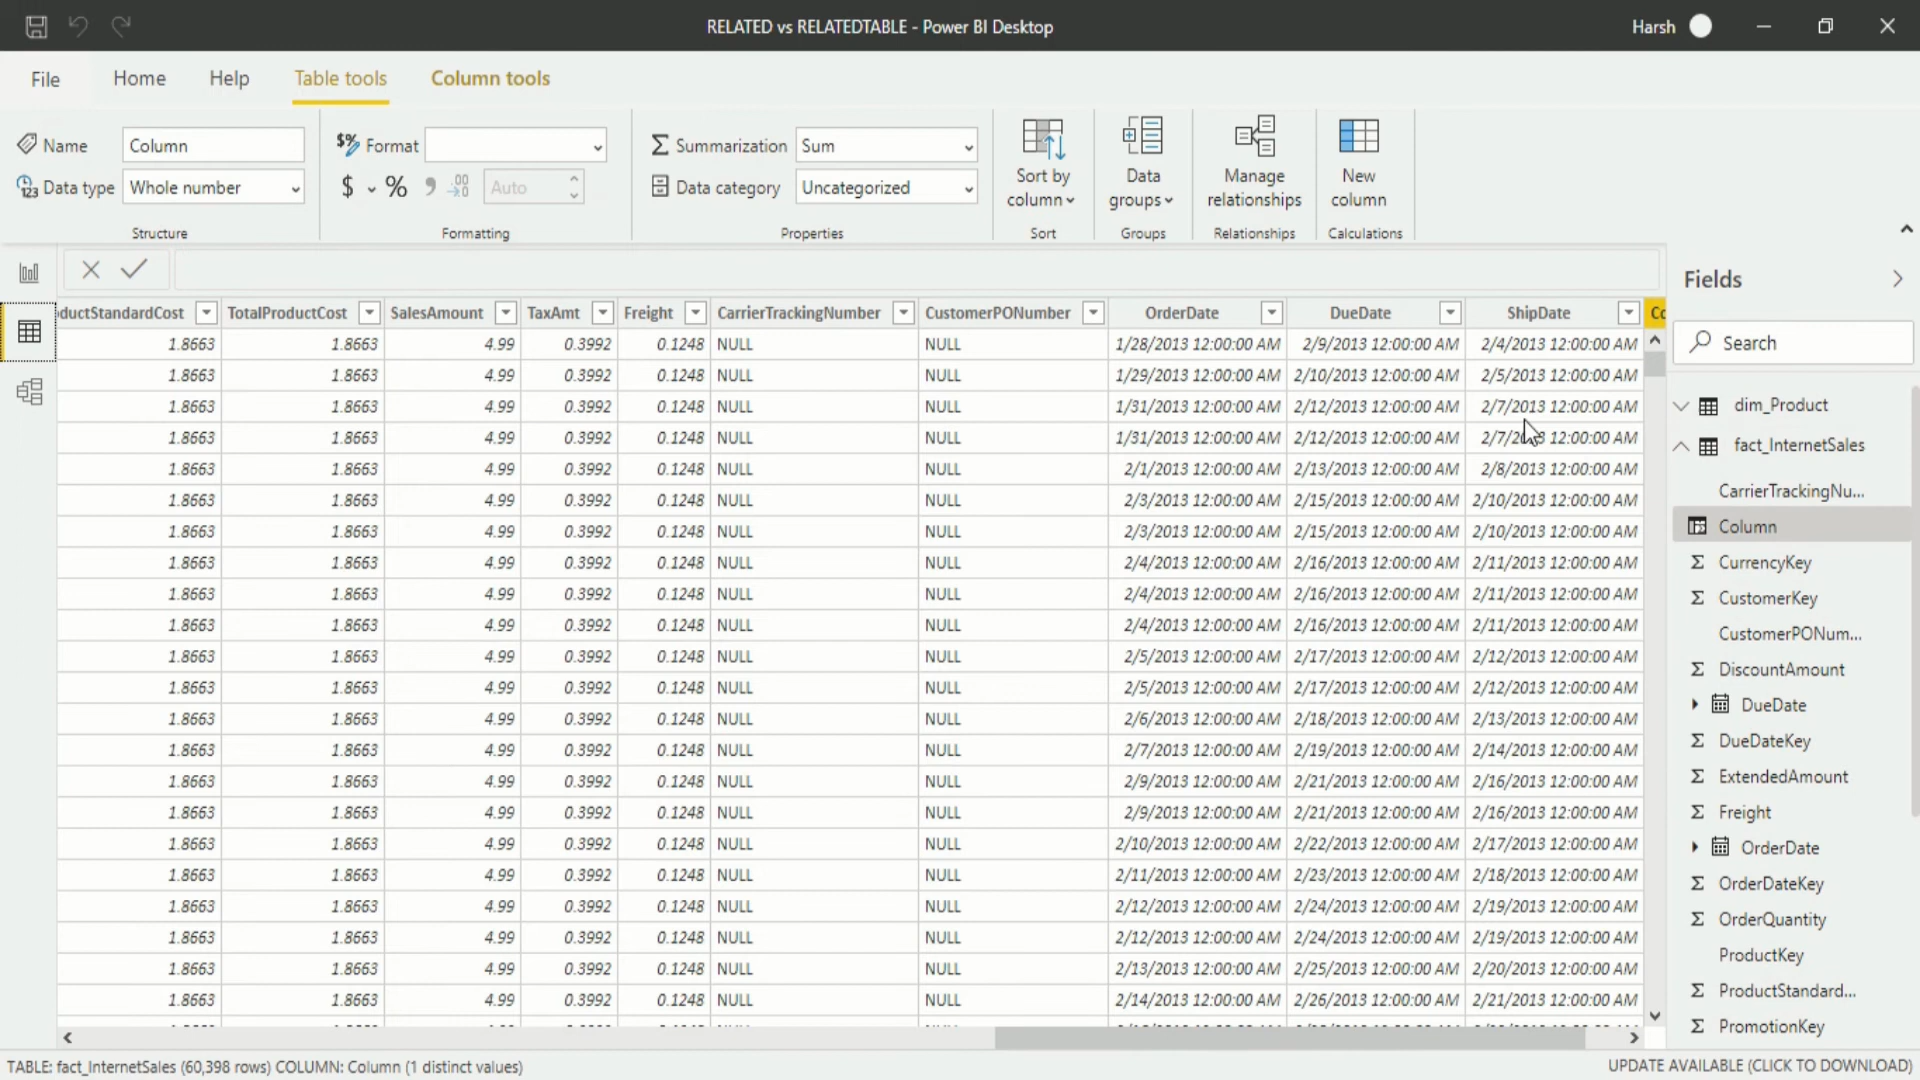 RELATED vs RELATEDTABLE - Power BI Desktop
Harsh
File Home Help Table tools Column tools
Name Column
Data type Whole number
Structure
$% Format
$ % Auto
Formatting
Summarization Sum
Data category Uncategorized
Properties
Sort by column
Sort
Data groups
Groups
Manage relationships
Relationships
New column
Calculations
ductStandardCost TotalProductCost SalesAmount TaxAmt Freight CarrierTrackingNumber CustomerPONumber OrderDate DueDate ShipDate Co
1.8663 1.8663 4.99 0.3992 0.1248 NULL NULL 1/28/2013 12:00:00 AM 2/9/2013 12:00:00 AM 2/4/2013 12:00:00 AM
1.8663 1.8663 4.99 0.3992 0.1248 NULL NULL 1/29/2013 12:00:00 AM 2/10/2013 12:00:00 AM 2/5/2013 12:00:00 AM
1.8663 1.8663 4.99 0.3992 0.1248 NULL NULL 1/31/2013 12:00:00 AM 2/12/2013 12:00:00 AM 2/7/2013 12:00:00 AM
1.8663 1.8663 4.99 0.3992 0.1248 NULL NULL 1/31/2013 12:00:00 AM 2/12/2013 12:00:00 AM 2/7/2013 12:00:00 AM
1.8663 1.8663 4.99 0.3992 0.1248 NULL NULL 2/1/2013 12:00:00 AM 2/13/2013 12:00:00 AM 2/8/2013 12:00:00 AM
1.8663 1.8663 4.99 0.3992 0.1248 NULL NULL 2/3/2013 12:00:00 AM 2/15/2013 12:00:00 AM 2/10/2013 12:00:00 AM
1.8663 1.8663 4.99 0.3992 0.1248 NULL NULL 2/3/2013 12:00:00 AM 2/15/2013 12:00:00 AM 2/10/2013 12:00:00 AM
1.8663 1.8663 4.99 0.3992 0.1248 NULL NULL 2/4/2013 12:00:00 AM 2/16/2013 12:00:00 AM 2/11/2013 12:00:00 AM
1.8663 1.8663 4.99 0.3992 0.1248 NULL NULL 2/4/2013 12:00:00 AM 2/16/2013 12:00:00 AM 2/11/2013 12:00:00 AM
1.8663 1.8663 4.99 0.3992 0.1248 NULL NULL 2/4/2013 12:00:00 AM 2/16/2013 12:00:00 AM 2/11/2013 12:00:00 AM
1.8663 1.8663 4.99 0.3992 0.1248 NULL NULL 2/5/2013 12:00:00 AM 2/17/2013 12:00:00 AM 2/12/2013 12:00:00 AM
1.8663 1.8663 4.99 0.3992 0.1248 NULL NULL 2/5/2013 12:00:00 AM 2/17/2013 12:00:00 AM 2/12/2013 12:00:00 AM
1.8663 1.8663 4.99 0.3992 0.1248 NULL NULL 2/6/2013 12:00:00 AM 2/18/2013 12:00:00 AM 2/13/2013 12:00:00 AM
1.8663 1.8663 4.99 0.3992 0.1248 NULL NULL 2/7/2013 12:00:00 AM 2/19/2013 12:00:00 AM 2/14/2013 12:00:00 AM
1.8663 1.8663 4.99 0.3992 0.1248 NULL NULL 2/9/2013 12:00:00 AM 2/21/2013 12:00:00 AM 2/16/2013 12:00:00 AM
1.8663 1.8663 4.99 0.3992 0.1248 NULL NULL 2/9/2013 12:00:00 AM 2/21/2013 12:00:00 AM 2/16/2013 12:00:00 AM
1.8663 1.8663 4.99 0.3992 0.1248 NULL NULL 2/10/2013 12:00:00 AM 2/22/2013 12:00:00 AM 2/17/2013 12:00:00 AM
1.8663 1.8663 4.99 0.3992 0.1248 NULL NULL 2/11/2013 12:00:00 AM 2/23/2013 12:00:00 AM 2/18/2013 12:00:00 AM
1.8663 1.8663 4.99 0.3992 0.1248 NULL NULL 2/12/2013 12:00:00 AM 2/24/2013 12:00:00 AM 2/19/2013 12:00:00 AM
1.8663 1.8663 4.99 0.3992 0.1248 NULL NULL 2/12/2013 12:00:00 AM 2/24/2013 12:00:00 AM 2/19/2013 12:00:00 AM
1.8663 1.8663 4.99 0.3992 0.1248 NULL NULL 2/13/2013 12:00:00 AM 2/25/2013 12:00:00 AM 2/20/2013 12:00:00 AM
1.8663 1.8663 4.99 0.3992 0.1248 NULL NULL 2/14/2013 12:00:00 AM 2/26/2013 12:00:00 AM 2/21/2013 12:00:00 AM
Fields
Search
dim_Product
fact_InternetSales
CarrierTrackingNu...
Column
CurrencyKey
CustomerKey
CustomerPONum...
DiscountAmount
DueDate
DueDateKey
ExtendedAmount
Freight
OrderDate
OrderDateKey
OrderQuantity
ProductKey
ProductStandard...
PromotionKey
TABLE: fact_InternetSales (60,398 rows) COLUMN: Column (1 distinct values)
UPDATE AVAILABLE (CLICK TO DOWNLOAD)